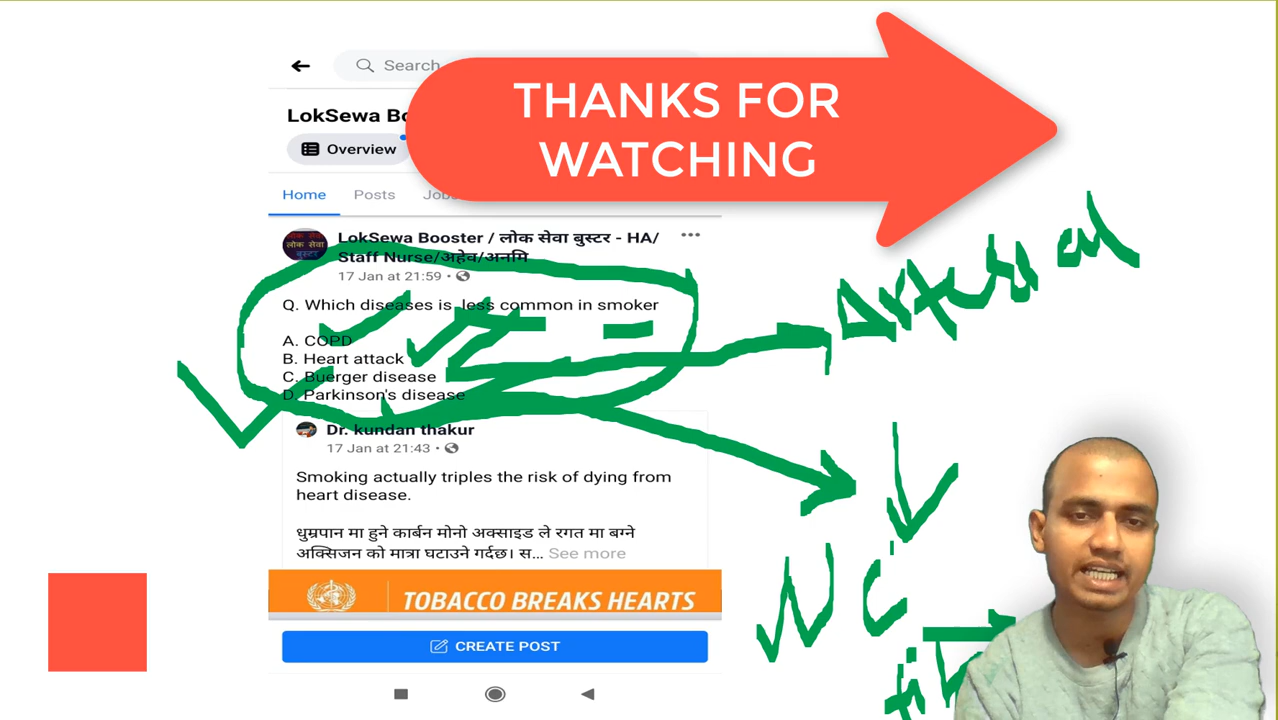 THANKS FOR
WATCHING
Search
LokSewa
Overview
Home Posts
LokSewa Booster / लोक सेवा बुस्टर - HA/
Staff Nurse/अहेव/अनमि
17 Jan at 21:59
Q. Which diseases is less common in smoker
A. COPD
B. Heart attack
C. Buerger disease
D. Parkinson's disease
Dr. kundan thakur
17 Jan at 21:43
Smoking actually triples the risk of dying from
heart disease.
धुम्रपान मा हुने कार्बन मोनो अक्साइड ले रगत मा बग्ने
अक्सिजन को मात्रा घटाउने गर्दछ। स... See more
TOBACCO BREAKS HEARTS
CREATE POST
लोक सेवा
लोक सेवा
बुस्टर